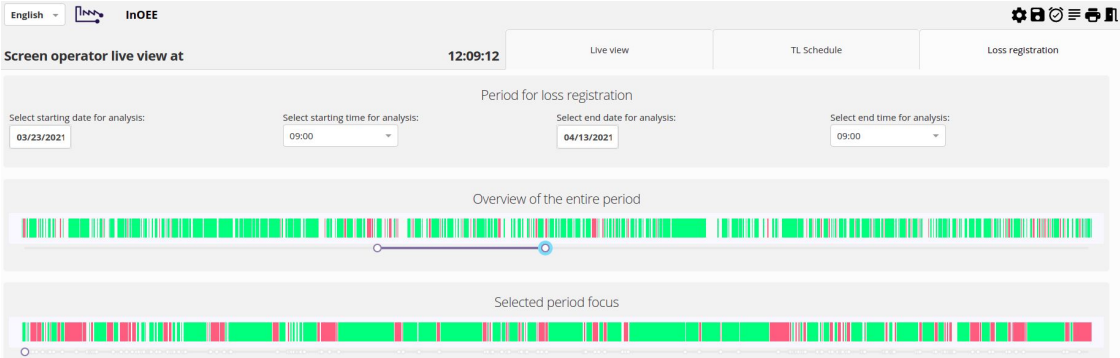 English
InOEE
Screen operator live view at 12:09:12
Live view
TL Schedule
Loss registration
Period for loss registration
Select starting date for analysis:
Select starting time for analysis:
Select end date for analysis:
Select end time for analysis:
03/23/2021
09:00
04/13/2021
09:00
Overview of the entire period
Selected period focus